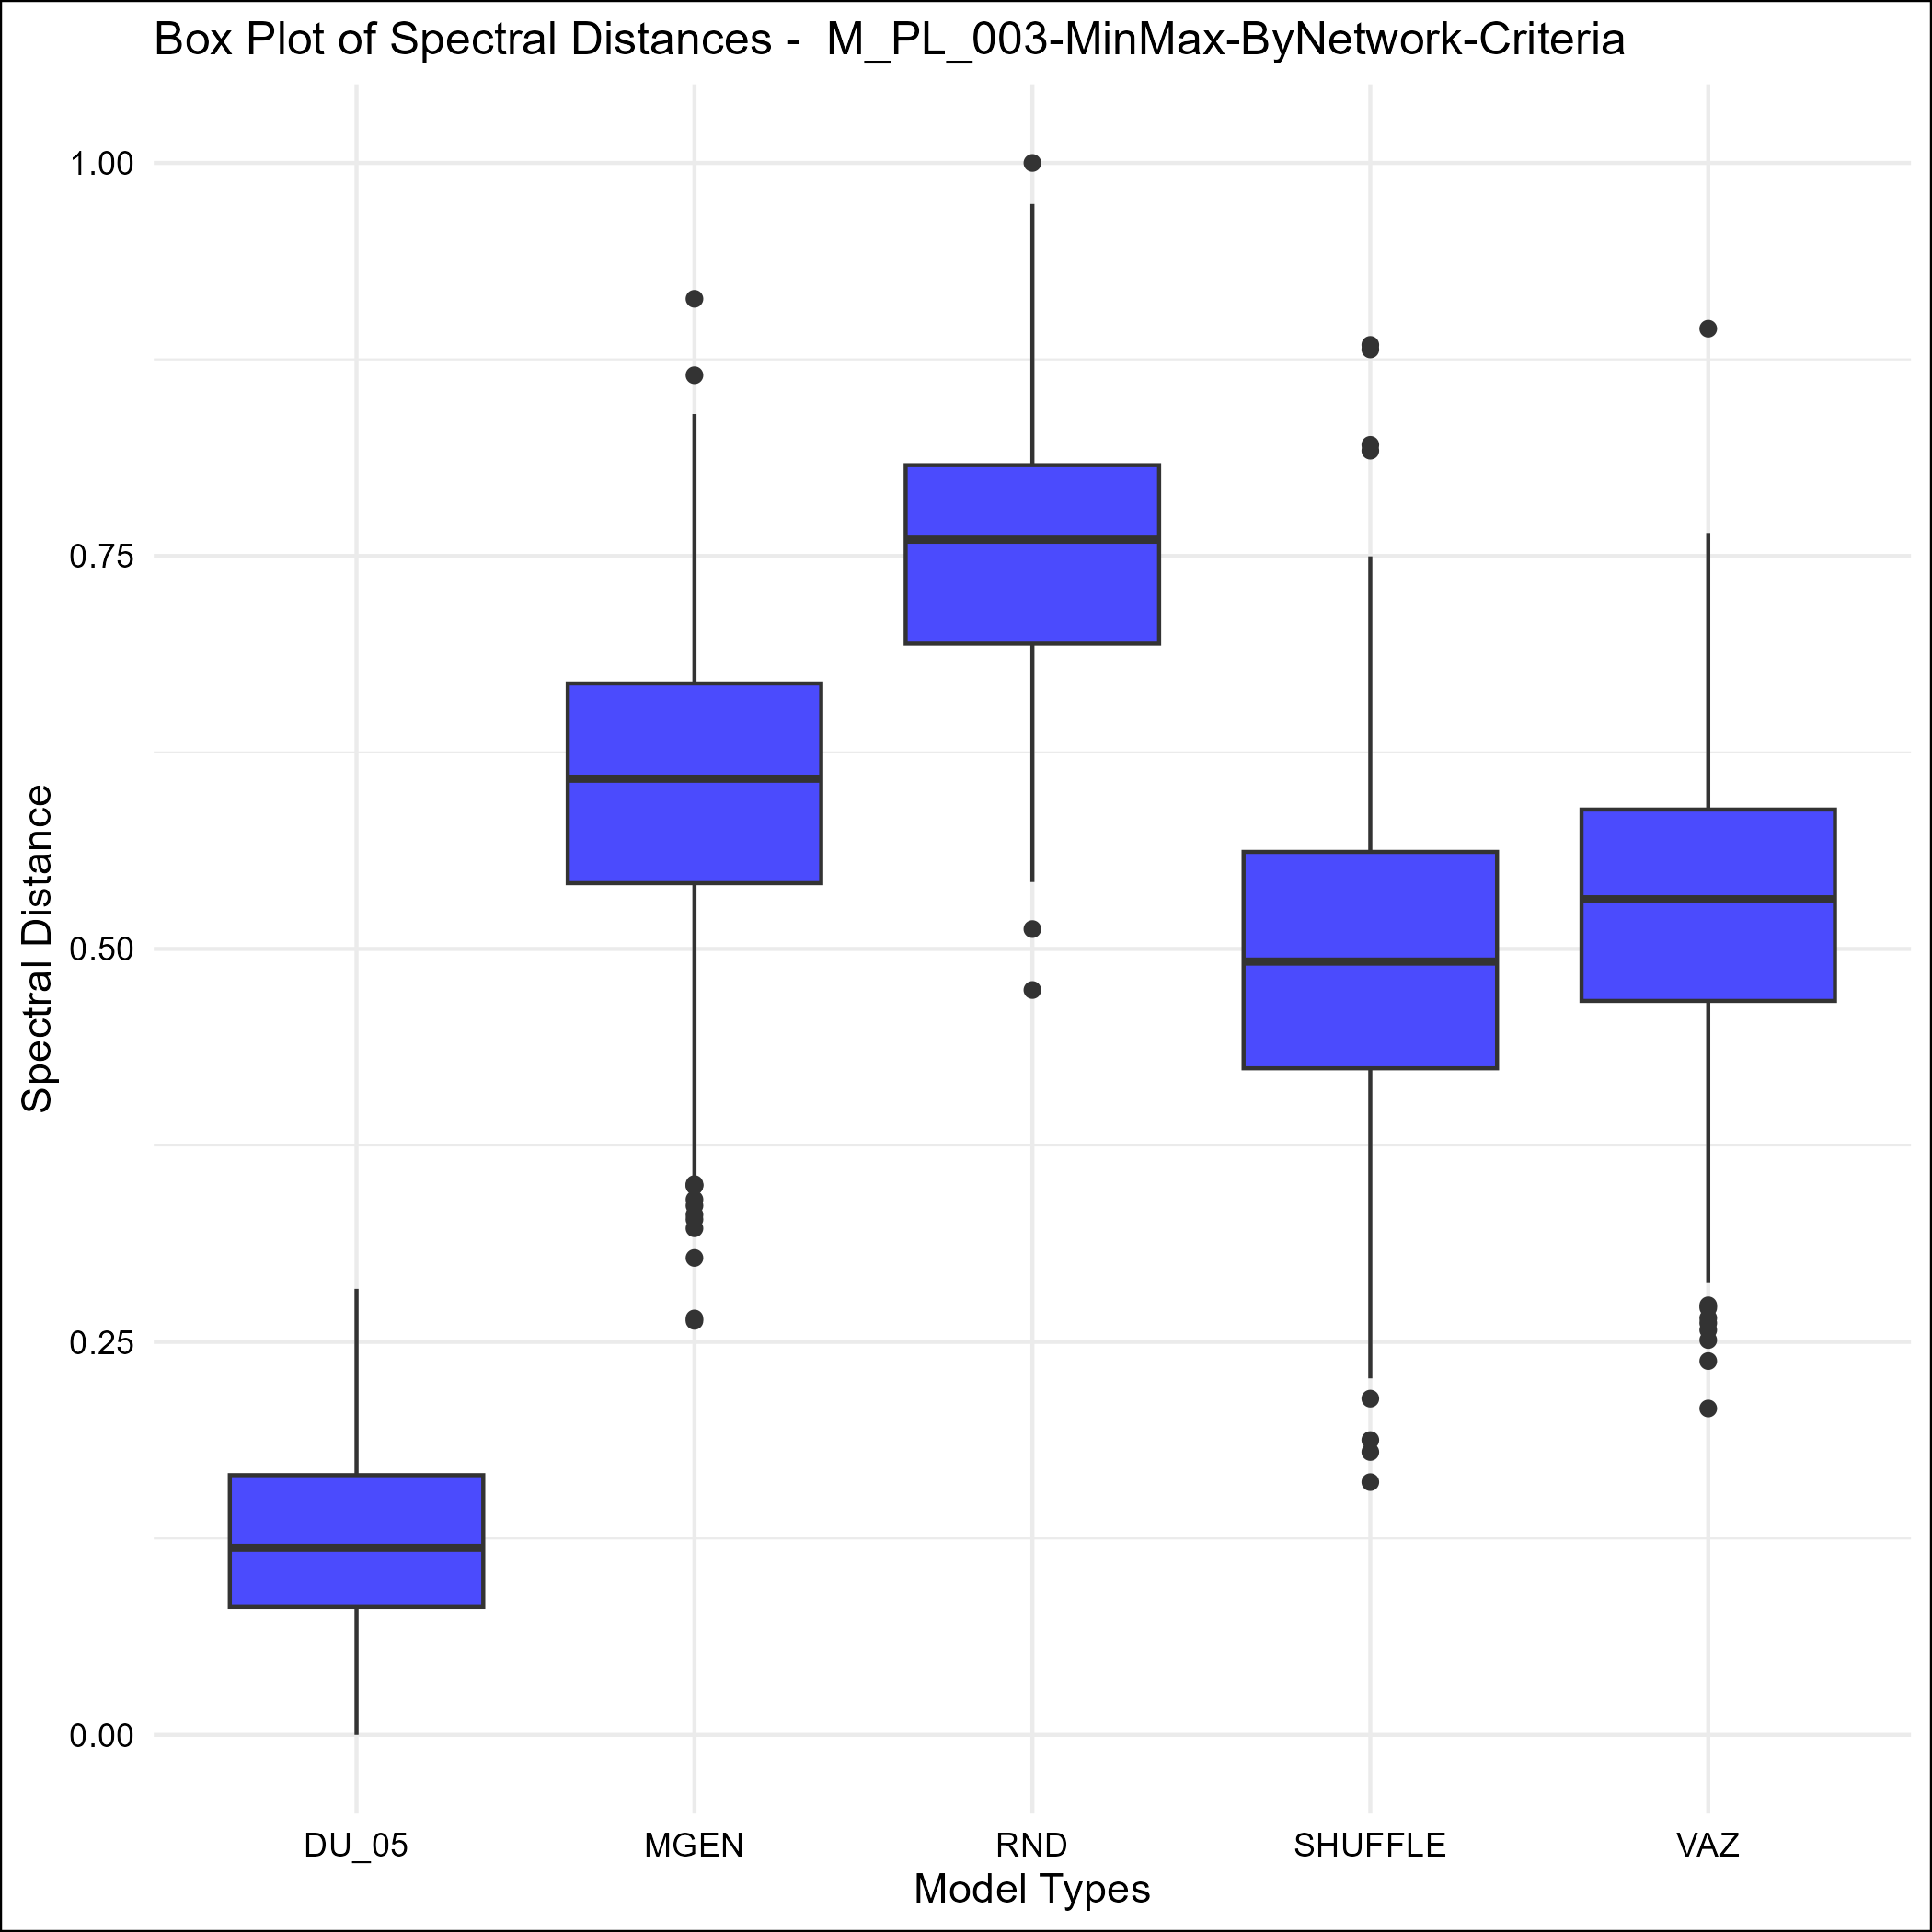 Box Plot of Spectral Distances -  M_PL_003-MinMax-ByNetwork-Criteria
Spectral Distance
1.00
0.75
0.50
0.25
0.00
DU_05 MGEN RND SHUFFLE VAZ
Model Types